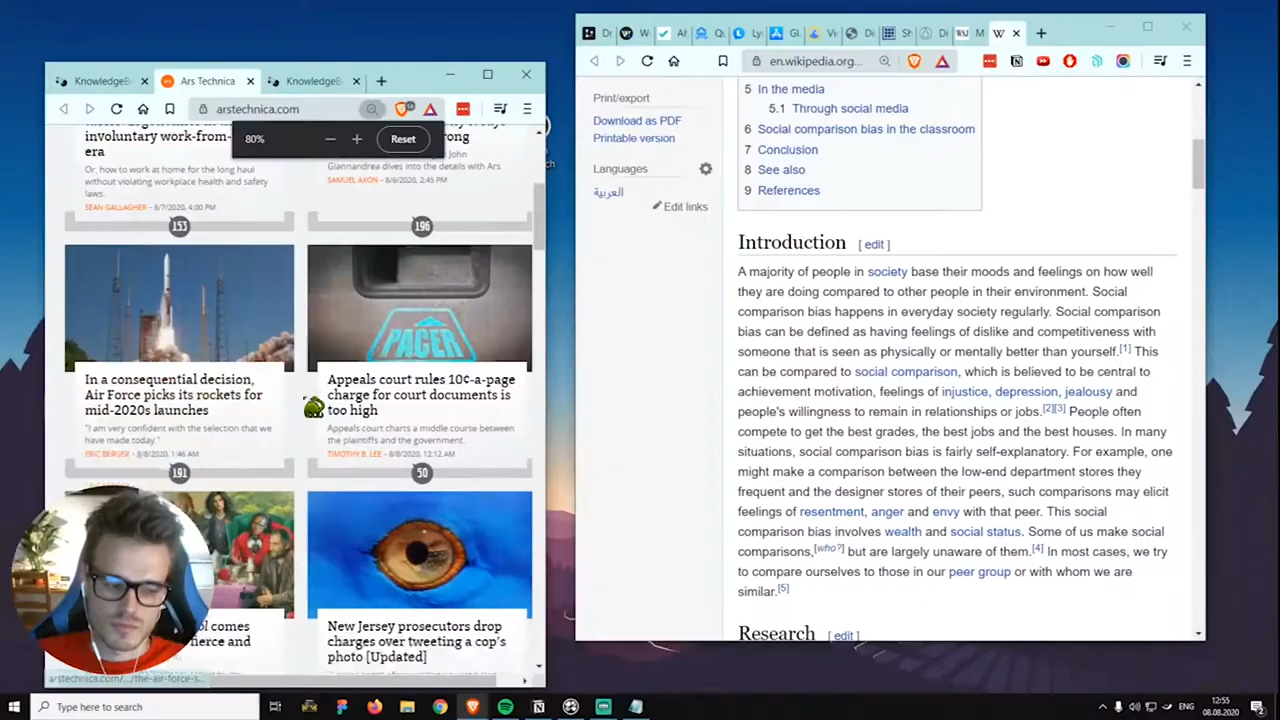 KnowledgeB
Ars Technica
KnowledgeB
arstechnica.com
80%
Reset
involuntary work-from-
era
Or, how to work at home for the long haul
without violating workplace health and safety
laws.
SEAN GALLAGHER – 8/7/2020, 4:00 PM
153
John
Giannandrea dives into the details with Ars
SAMUEL AXON – 8/6/2020, 2:45 PM
196
In a consequential decision,
Air Force picks its rockets for
mid-2020s launches
"I am very confident with the selection that we
have made today."
ERIC BERGER – 8/8/2020, 1:46 AM
191
PACER
Appeals court rules 10¢-a-page
charge for court documents is
too high
Appeals court charts a middle course between
the plaintiffs and the government.
TIMOTHY B. LEE – 8/8/2020, 12:12 AM
50
ol comes
fierce and
New Jersey prosecutors drop
charges over tweeting a cop's
photo [Updated]
arstechnica.com/.../the-air-force-s...
en.wikipedia.org...
Print/export
Download as PDF
Printable version
Languages
العربية
Edit links
5 In the media
5.1 Through social media
6 Social comparison bias in the classroom
7 Conclusion
8 See also
9 References
Introduction [ edit ]
A majority of people in society base their moods and feelings on how well
they are doing compared to other people in their environment. Social
comparison bias happens in everyday society regularly. Social comparison
bias can be defined as having feelings of dislike and competitiveness with
someone that is seen as physically or mentally better than yourself.[1] This
can be compared to social comparison, which is believed to be central to
achievement motivation, feelings of injustice, depression, jealousy and
people's willingness to remain in relationships or jobs.[2][3] People often
compete to get the best grades, the best jobs and the best houses. In many
situations, social comparison bias is fairly self-explanatory. For example, one
might make a comparison between the low-end department stores they
frequent and the designer stores of their peers, such comparisons may elicit
feelings of resentment, anger and envy with that peer. This social
comparison bias involves wealth and social status. Some of us make social
comparisons,[who?] but are largely unaware of them.[4] In most cases, we try
to compare ourselves to those in our peer group or with whom we are
similar.[5]
Research [ edit ]
Type here to search
ENG
12:55
08.08.2020